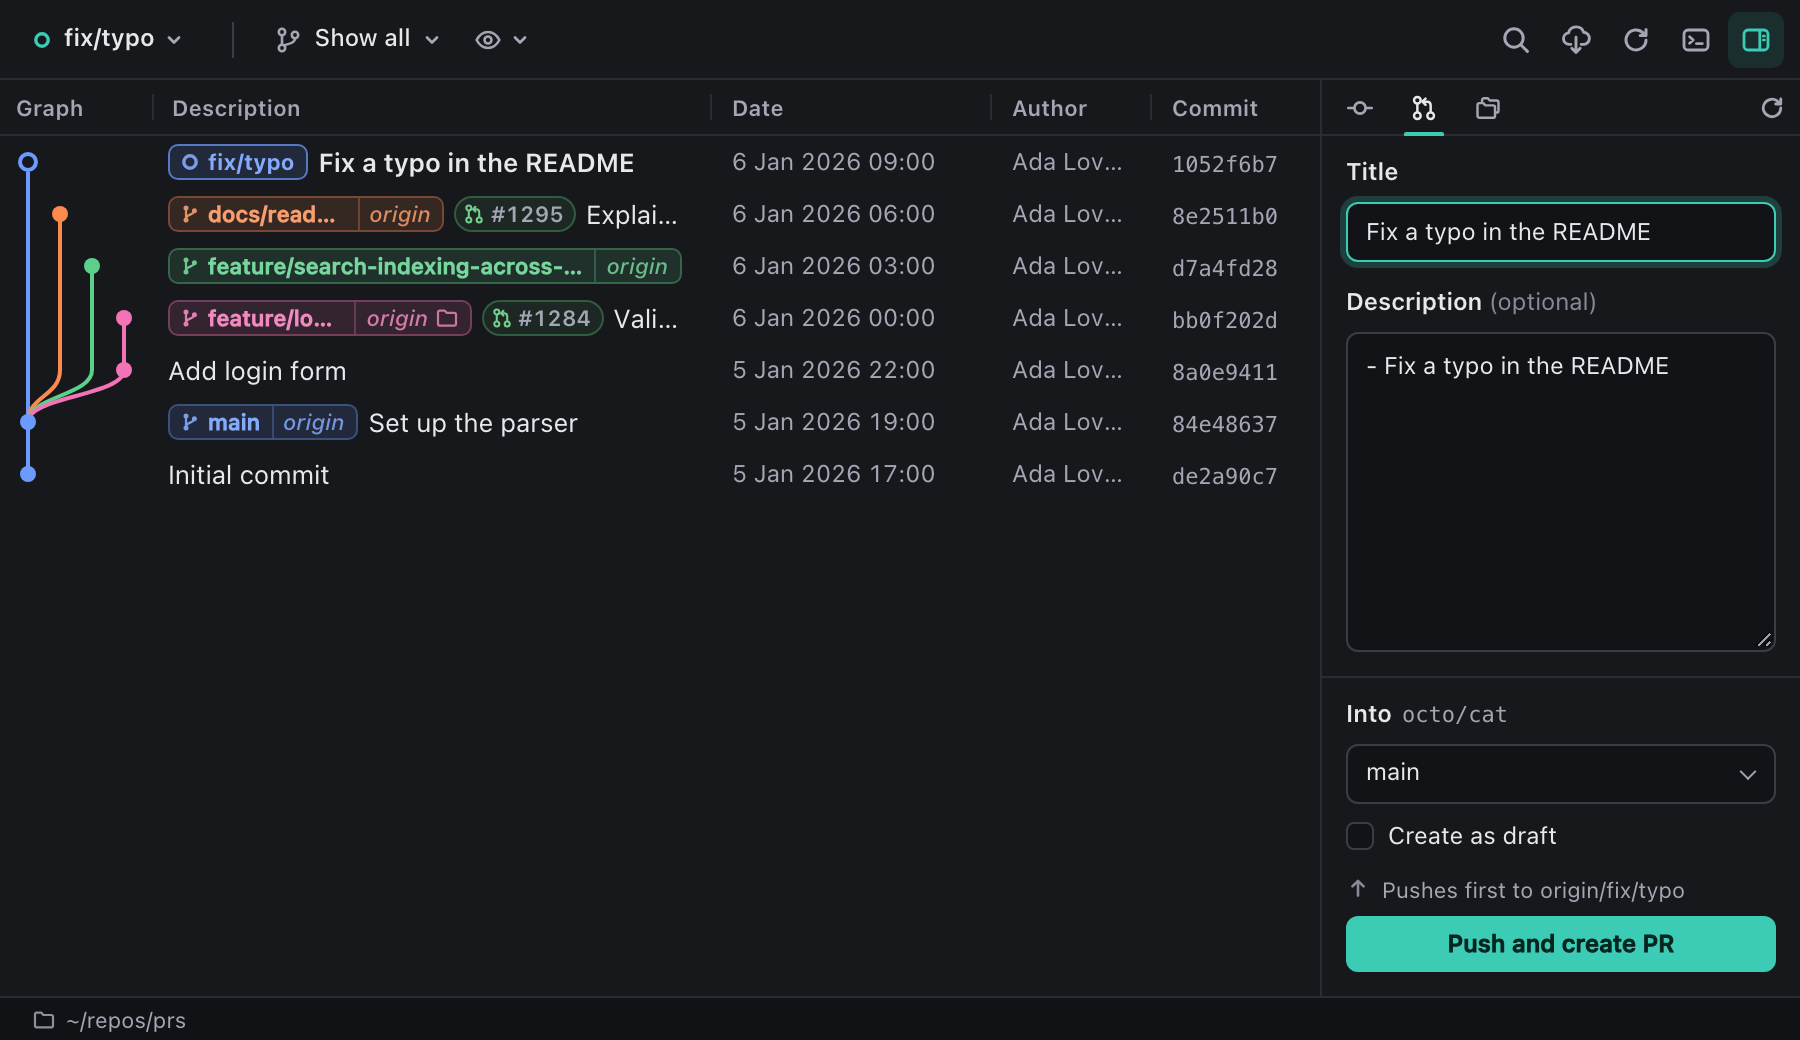 fix/typo
Show all
Graph Description Date Author Commit
fix/typo Fix a typo in the README 6 Jan 2026 09:00 Ada Lov... 1052f6b7
docs/read... origin #1295 Explai... 6 Jan 2026 06:00 Ada Lov... 8e2511b0
feature/search-indexing-across-... origin 6 Jan 2026 03:00 Ada Lov... d7a4fd28
feature/lo... origin #1284 Vali... 6 Jan 2026 00:00 Ada Lov... bb0f202d
Add login form 5 Jan 2026 22:00 Ada Lov... 8a0e9411
main origin Set up the parser 5 Jan 2026 19:00 Ada Lov... 84e48637
Initial commit 5 Jan 2026 17:00 Ada Lov... de2a90c7
Title
Fix a typo in the README
Description (optional)
- Fix a typo in the README
Into octo/cat
main
Create as draft
Pushes first to origin/fix/typo
Push and create PR
~/repos/prs